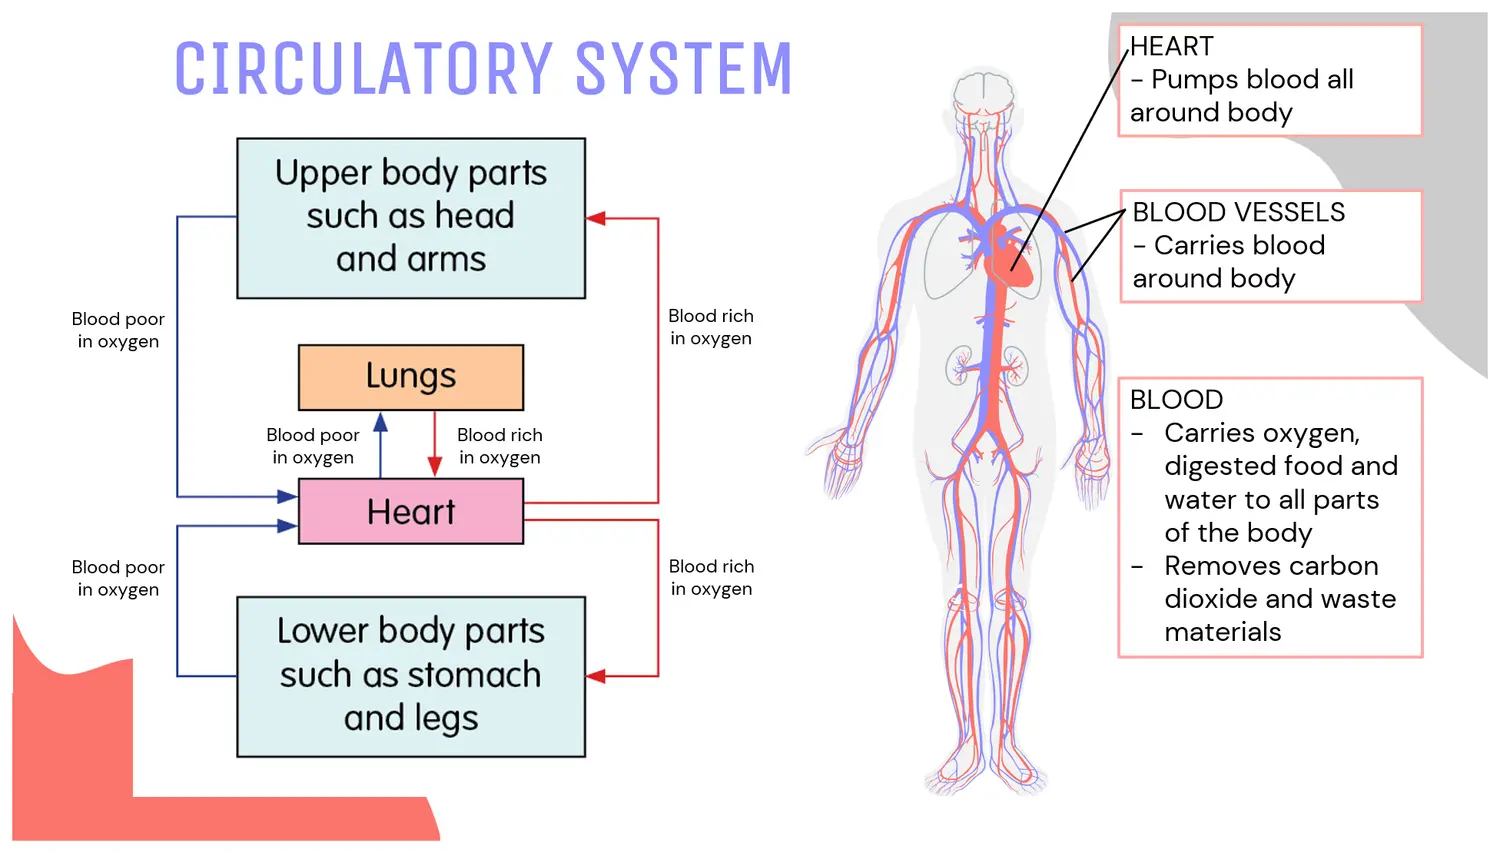 CIRCULATORY SYSTEM
Upper body parts
such as head
and arms
Blood poor
in oxygen
Blood rich
in oxygen
Lungs
Blood poor
in oxygen
Blood rich
in oxygen
Heart
Blood poor
in oxygen
Blood rich
in oxygen
Lower body parts
such as stomach
and legs
HEART
- Pumps blood all
around body
BLOOD VESSELS
- Carries blood
around body
BLOOD
- Carries oxygen,
digested food and
water to all parts
of the body
- Removes carbon
dioxide and waste
materials